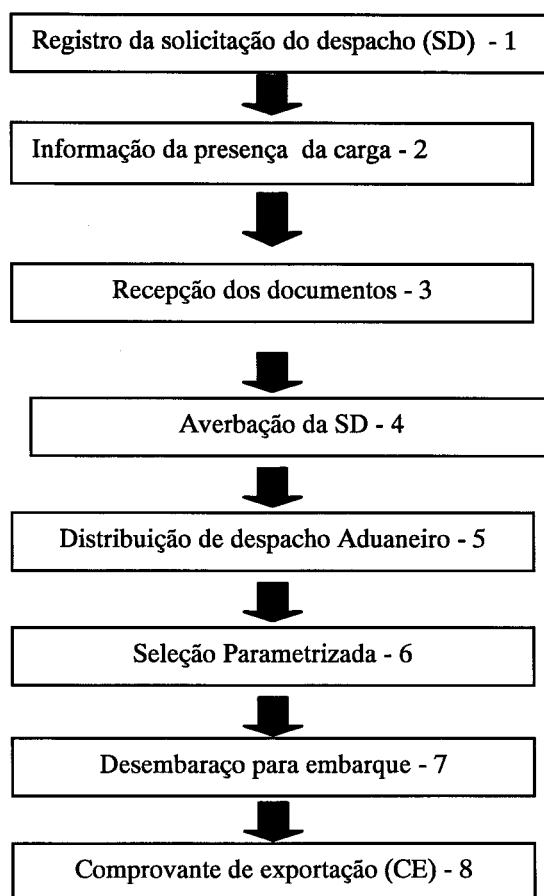 Registro da solicitação do despacho (SD) - 1
Informação da presença da carga - 2
Recepção dos documentos - 3
Averbação da SD - 4
Distribuição de despacho Aduaneiro - 5
Seleção Parametrizada - 6
Desembaraço para embarque - 7
Comprovante de exportação (CE) - 8